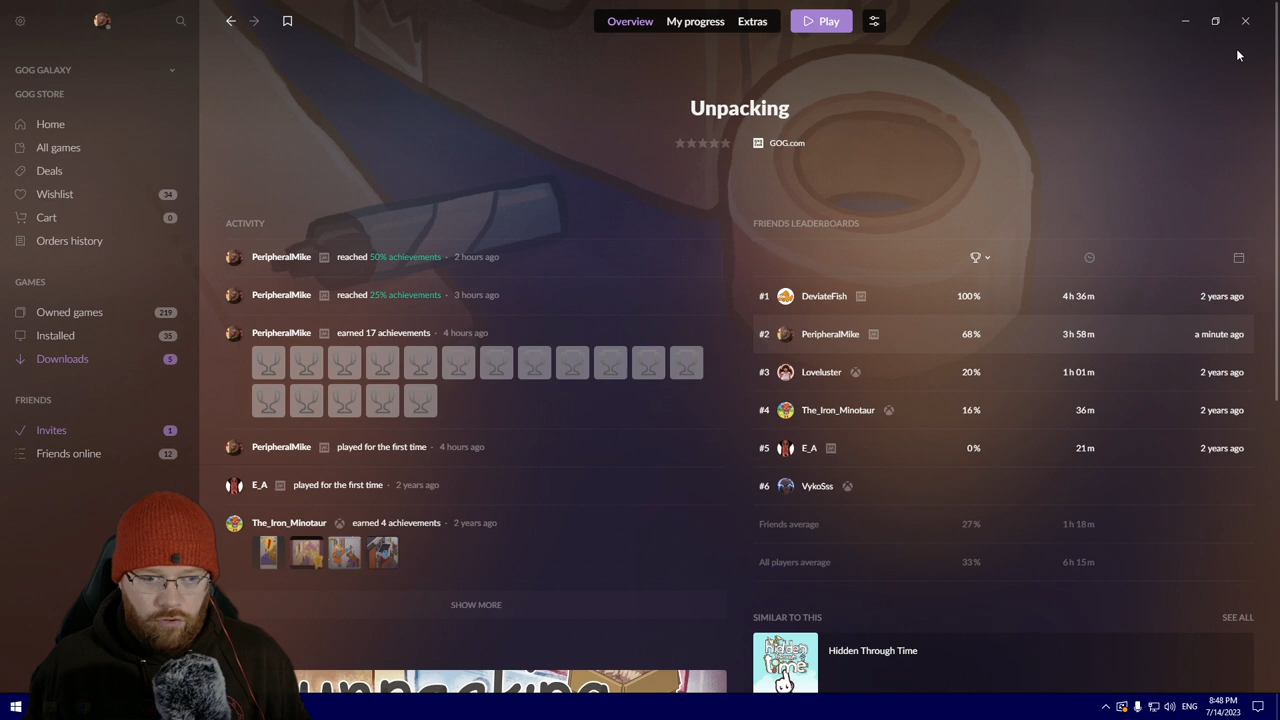 Overview My progress Extras Play
GOG GALAXY
GOG STORE
Home
All games
Deals
Wishlist 34
Cart 0
Orders history
GAMES
Owned games 219
Installed 35
Downloads 5
FRIENDS
Invites 1
Friends online 12
Unpacking
GOG.com
ACTIVITY
PeripheralMike reached 50% achievements · 2 hours ago
PeripheralMike reached 25% achievements · 3 hours ago
PeripheralMike earned 17 achievements · 4 hours ago
PeripheralMike played for the first time · 4 hours ago
E_A played for the first time · 2 years ago
The_Iron_Minotaur earned 4 achievements · 2 years ago
SHOW MORE
unpacking
FRIENDS LEADERBOARDS
#1 DeviateFish 100% 4 h 36 m 2 years ago
#2 PeripheralMike 68% 3 h 58 m a minute ago
#3 Loveluster 20% 1 h 01 m 2 years ago
#4 The_Iron_Minotaur 16% 36 m 2 years ago
#5 E_A 0% 21 m 2 years ago
#6 VykoSss
Friends average 27% 1 h 18 m
All players average 33% 6 h 15 m
SIMILAR TO THIS SEE ALL
hidden through time
Hidden Through Time
ENG
8:48 PM
7/14/2023